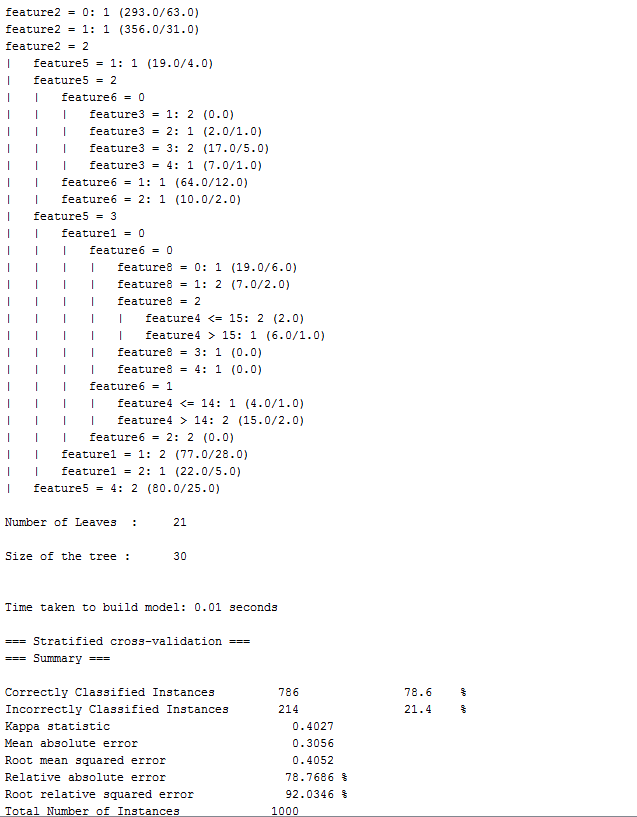 feature2 = 0: 1 (293.0/63.0)
feature2 = 1: 1 (356.0/31.0)
feature2 = 2
|   feature5 = 1: 1 (19.0/4.0)
|   feature5 = 2
|   |   feature6 = 0
|   |   |   feature3 = 1: 2 (0.0)
|   |   |   feature3 = 2: 1 (2.0/1.0)
|   |   |   feature3 = 3: 2 (17.0/5.0)
|   |   |   feature3 = 4: 1 (7.0/1.0)
|   |   feature6 = 1: 1 (64.0/12.0)
|   |   feature6 = 2: 1 (10.0/2.0)
|   feature5 = 3
|   |   feature1 = 0
|   |   |   feature6 = 0
|   |   |   |   feature8 = 0: 1 (19.0/6.0)
|   |   |   |   feature8 = 1: 2 (7.0/2.0)
|   |   |   |   feature8 = 2
|   |   |   |   |   feature4 <= 15: 2 (2.0)
|   |   |   |   |   feature4 > 15: 1 (6.0/1.0)
|   |   |   |   feature8 = 3: 1 (0.0)
|   |   |   |   feature8 = 4: 1 (0.0)
|   |   |   feature6 = 1
|   |   |   |   feature4 <= 14: 1 (4.0/1.0)
|   |   |   |   feature4 > 14: 2 (15.0/2.0)
|   |   |   feature6 = 2: 2 (0.0)
|   |   feature1 = 1: 2 (77.0/28.0)
|   |   feature1 = 2: 1 (22.0/5.0)
|   feature5 = 4: 2 (80.0/25.0)
Number of Leaves  :     21
Size of the tree :      30
Time taken to build model: 0.01 seconds
=== Stratified cross-validation ===
=== Summary ===
Correctly Classified Instances         786               78.6    %
Incorrectly Classified Instances       214               21.4    %
Kappa statistic                          0.4027
Mean absolute error                      0.3056
Root mean squared error                  0.4052
Relative absolute error                 78.7686 %
Root relative squared error             92.0346 %
Total Number of Instances             1000